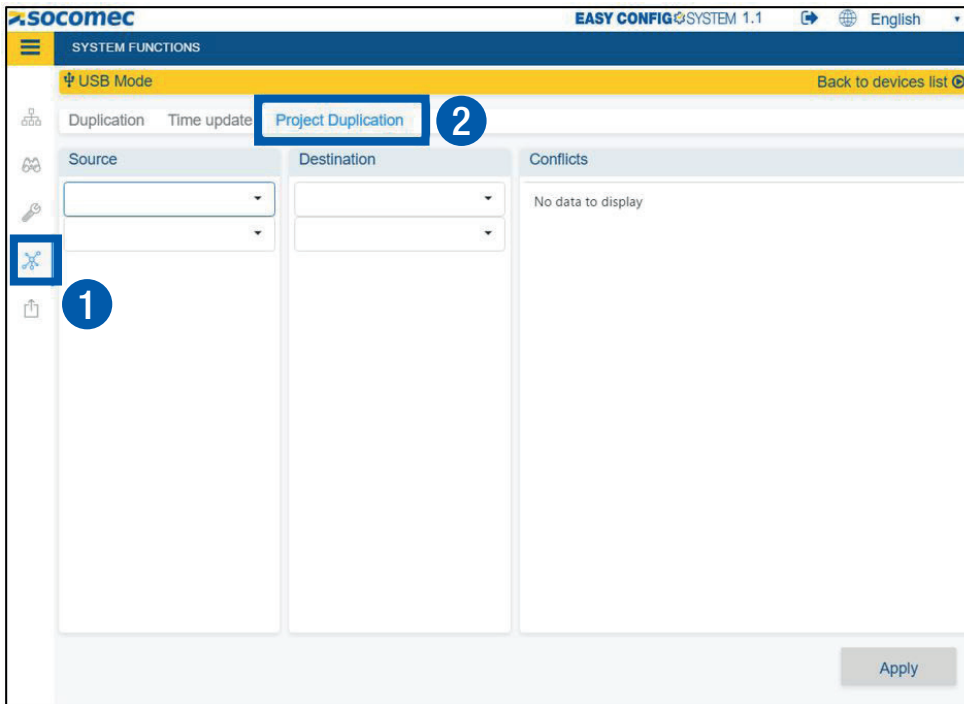 socomec
EASY CONFIG SYSTEM 1.1
English
SYSTEM FUNCTIONS
USB Mode
Back to devices list
Duplication Time update Project Duplication
2
Source
Destination
Conflicts
No data to display
1
Apply